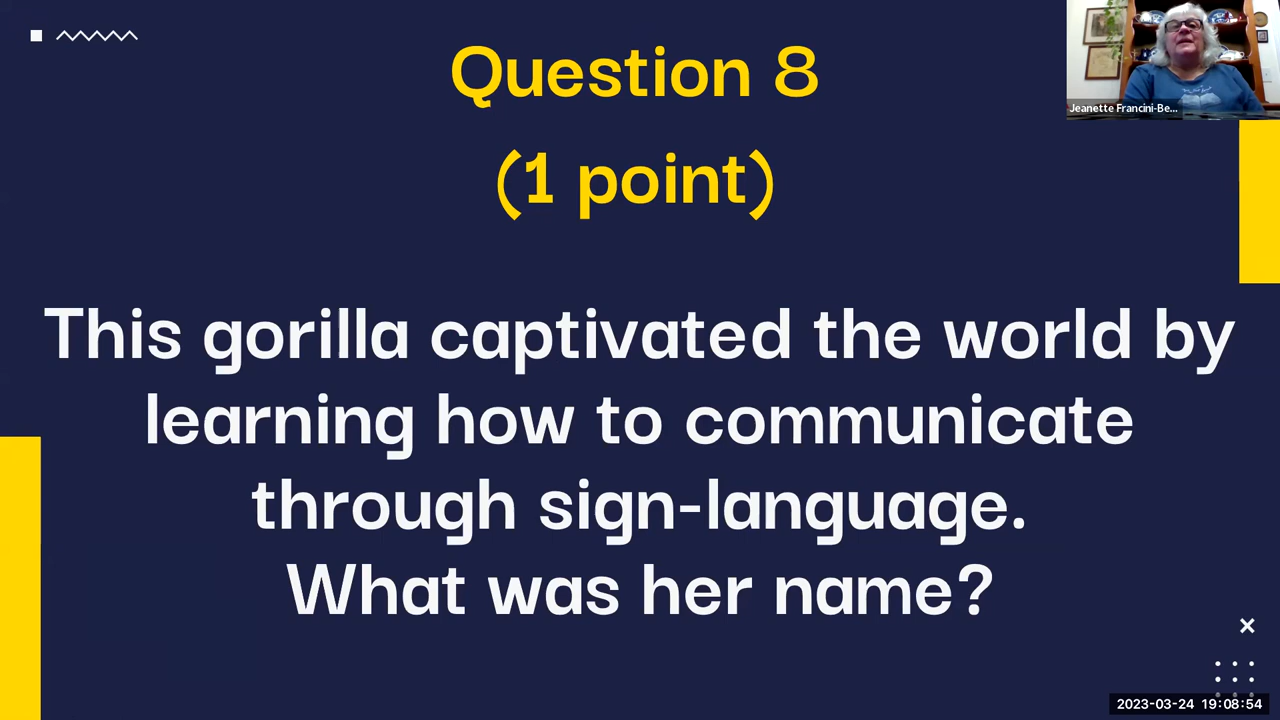 Question 8
(1 point)
Jeanette Francini-Be...
This gorilla captivated the world by
learning how to communicate
through sign-language.
What was her name?
2023-03-24 19:08:54